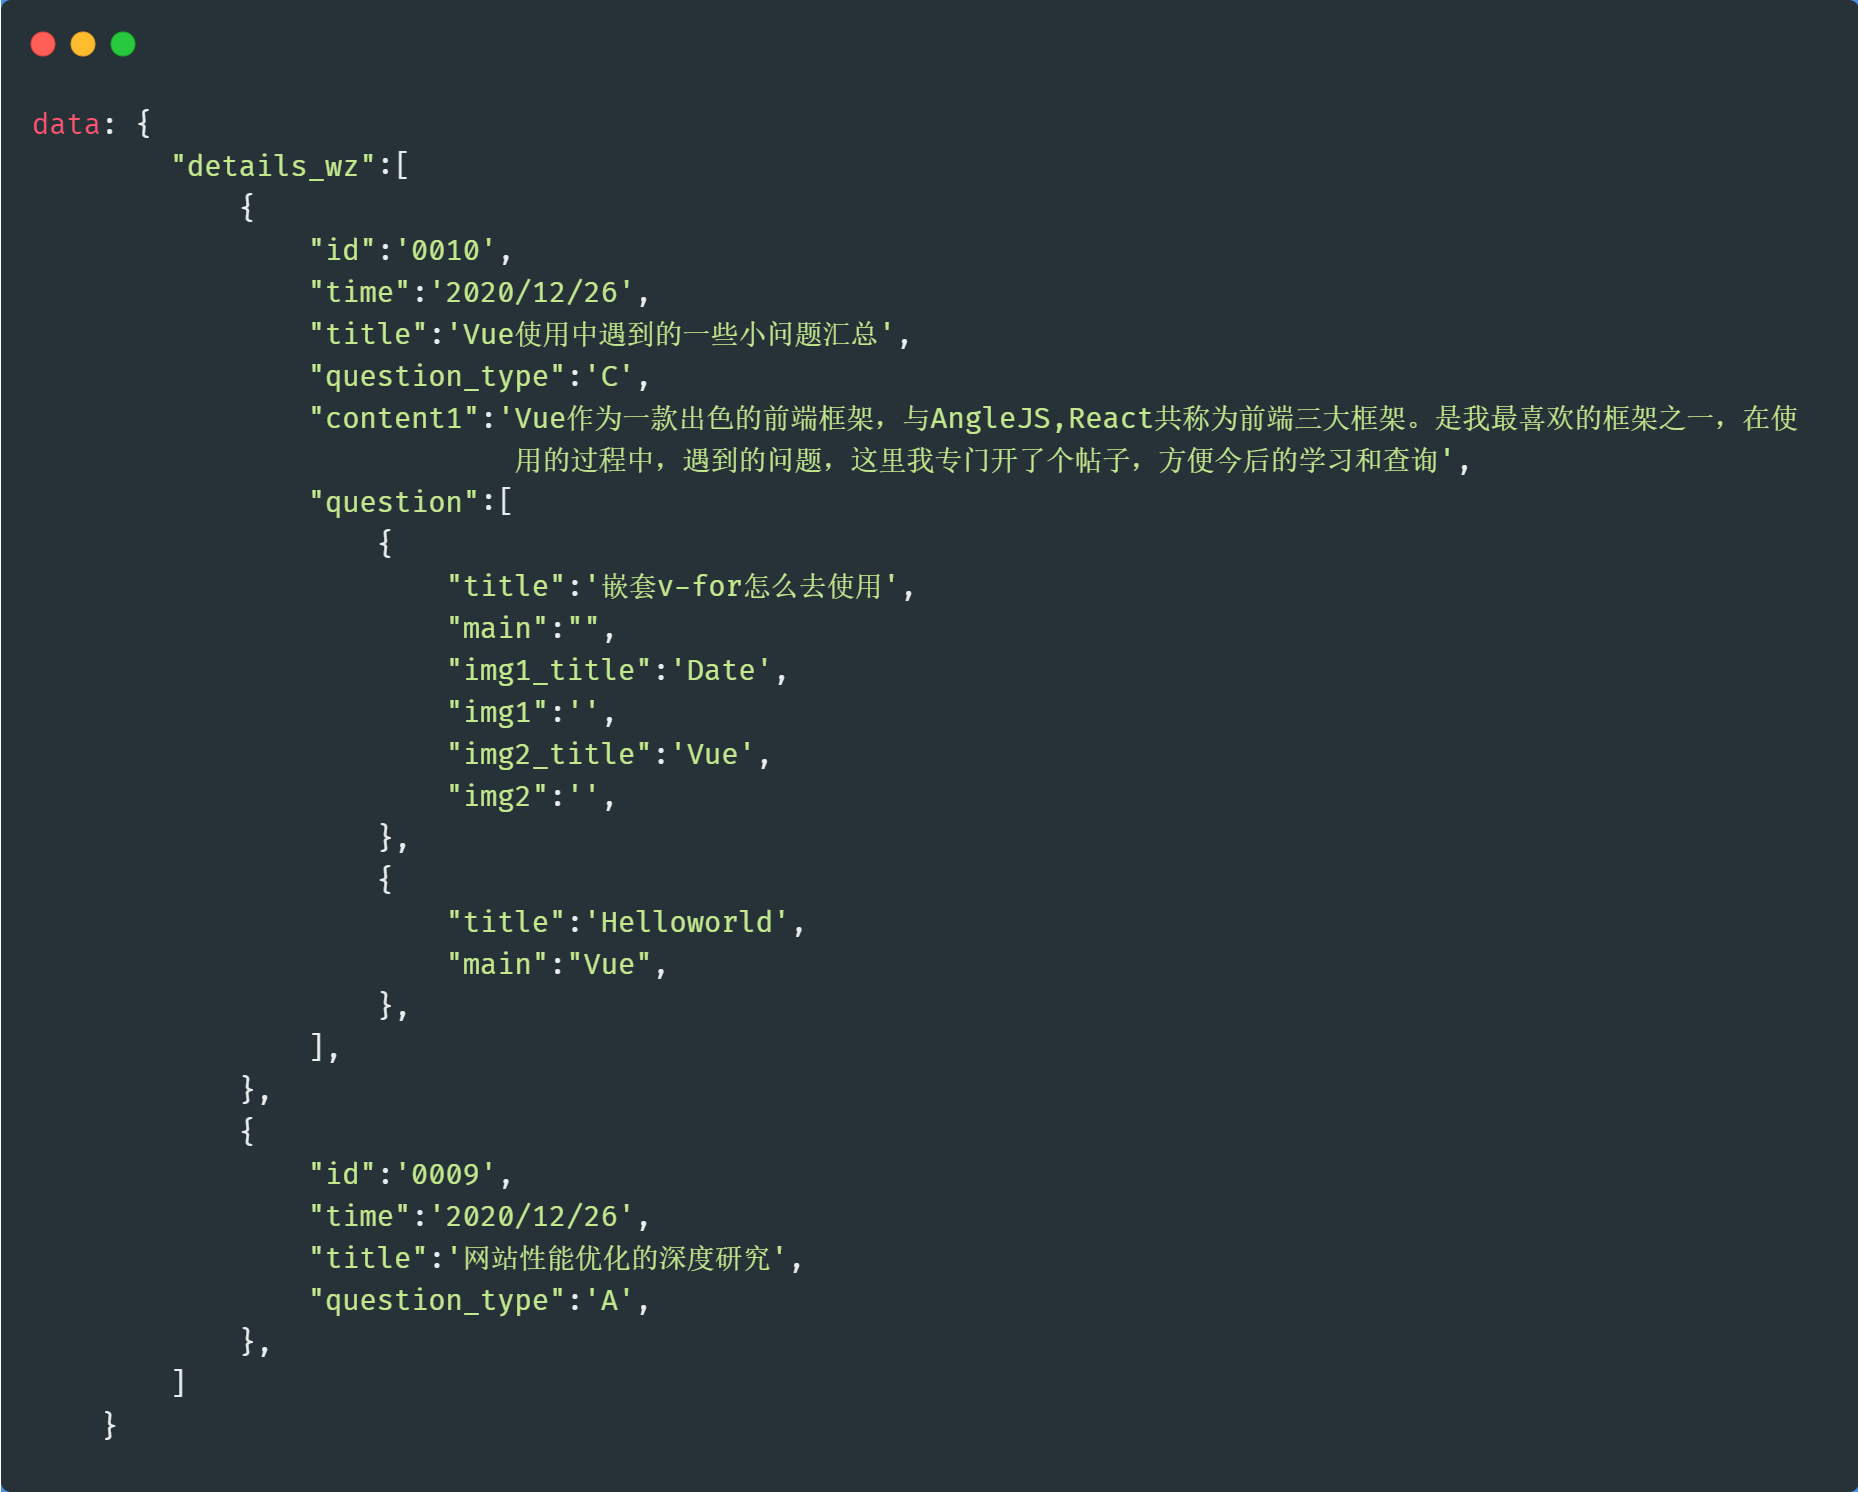 data: {
        "details_wz":[
            {
                "id":'0010',
                "time":'2020/12/26',
                "title":'Vue使用中遇到的一些小问题汇总',
                "question_type":'C',
                "content1":'Vue作为一款出色的前端框架，与AngleJS,React共称为前端三大框架。是我最喜欢的框架之一，在使
                            用的过程中，遇到的问题，这里我专门开了个帖子，方便今后的学习和查询',
                "question":[
                    {
                        "title":'嵌套v-for怎么去使用',
                        "main":"",
                        "img1_title":'Date',
                        "img1":'',
                        "img2_title":'Vue',
                        "img2":'',
                    },
                    {
                        "title":'Helloworld',
                        "main":"Vue",
                    },
                ],
            },
            {
                "id":'0009',
                "time":'2020/12/26',
                "title":'网站性能优化的深度研究',
                "question_type":'A',
            },
        ]
    }